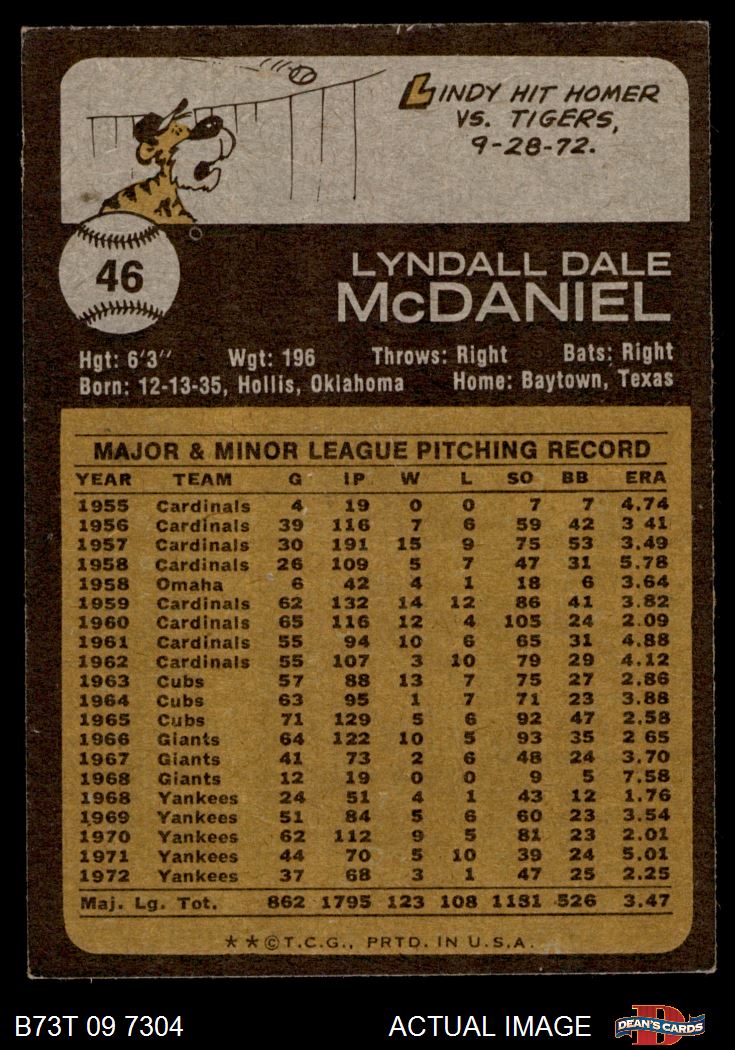 LINDY HIT HOMER
VS. TIGERS,
9-28-72.
46
LYNDALL DALE
McDANIEL
Hgt: 6'3" Wgt: 196 Throws: Right Bats: Right
Born: 12-13-35, Hollis, Oklahoma Home: Baytown, Texas
MAJOR & MINOR LEAGUE PITCHING RECORD
YEAR TEAM G IP W L SO BB ERA
1955 Cardinals 4 19 0 0 7 7 4.74
1956 Cardinals 39 116 7 6 59 42 3 41
1957 Cardinals 30 191 15 9 75 53 3.49
1958 Cardinals 26 109 5 7 47 31 5.78
1958 Omaha 6 42 4 1 18 6 3.64
1959 Cardinals 62 132 14 12 86 41 3.82
1960 Cardinals 65 116 12 4 105 24 2.09
1961 Cardinals 55 94 10 6 65 31 4.88
1962 Cardinals 55 107 3 10 79 29 4.12
1963 Cubs 57 88 13 7 75 27 2.86
1964 Cubs 63 95 1 7 71 23 3.88
1965 Cubs 71 129 5 6 92 47 2.58
1966 Giants 64 122 10 5 93 35 2 65
1967 Giants 41 73 2 6 48 24 3.70
1968 Giants 12 19 0 0 9 5 7.58
1968 Yankees 24 51 4 1 43 12 1.76
1969 Yankees 51 84 5 6 60 23 3.54
1970 Yankees 62 112 9 5 81 23 2.01
1971 Yankees 44 70 5 10 39 24 5.01
1972 Yankees 37 68 3 1 47 25 2.25
Maj. Lg. Tot. 862 1795 123 108 1181 526 3.47
★★©T.C.G., PRTD. IN U.S.A.
B73T 09 7304 ACTUAL IMAGE D DEAN'S CARDS